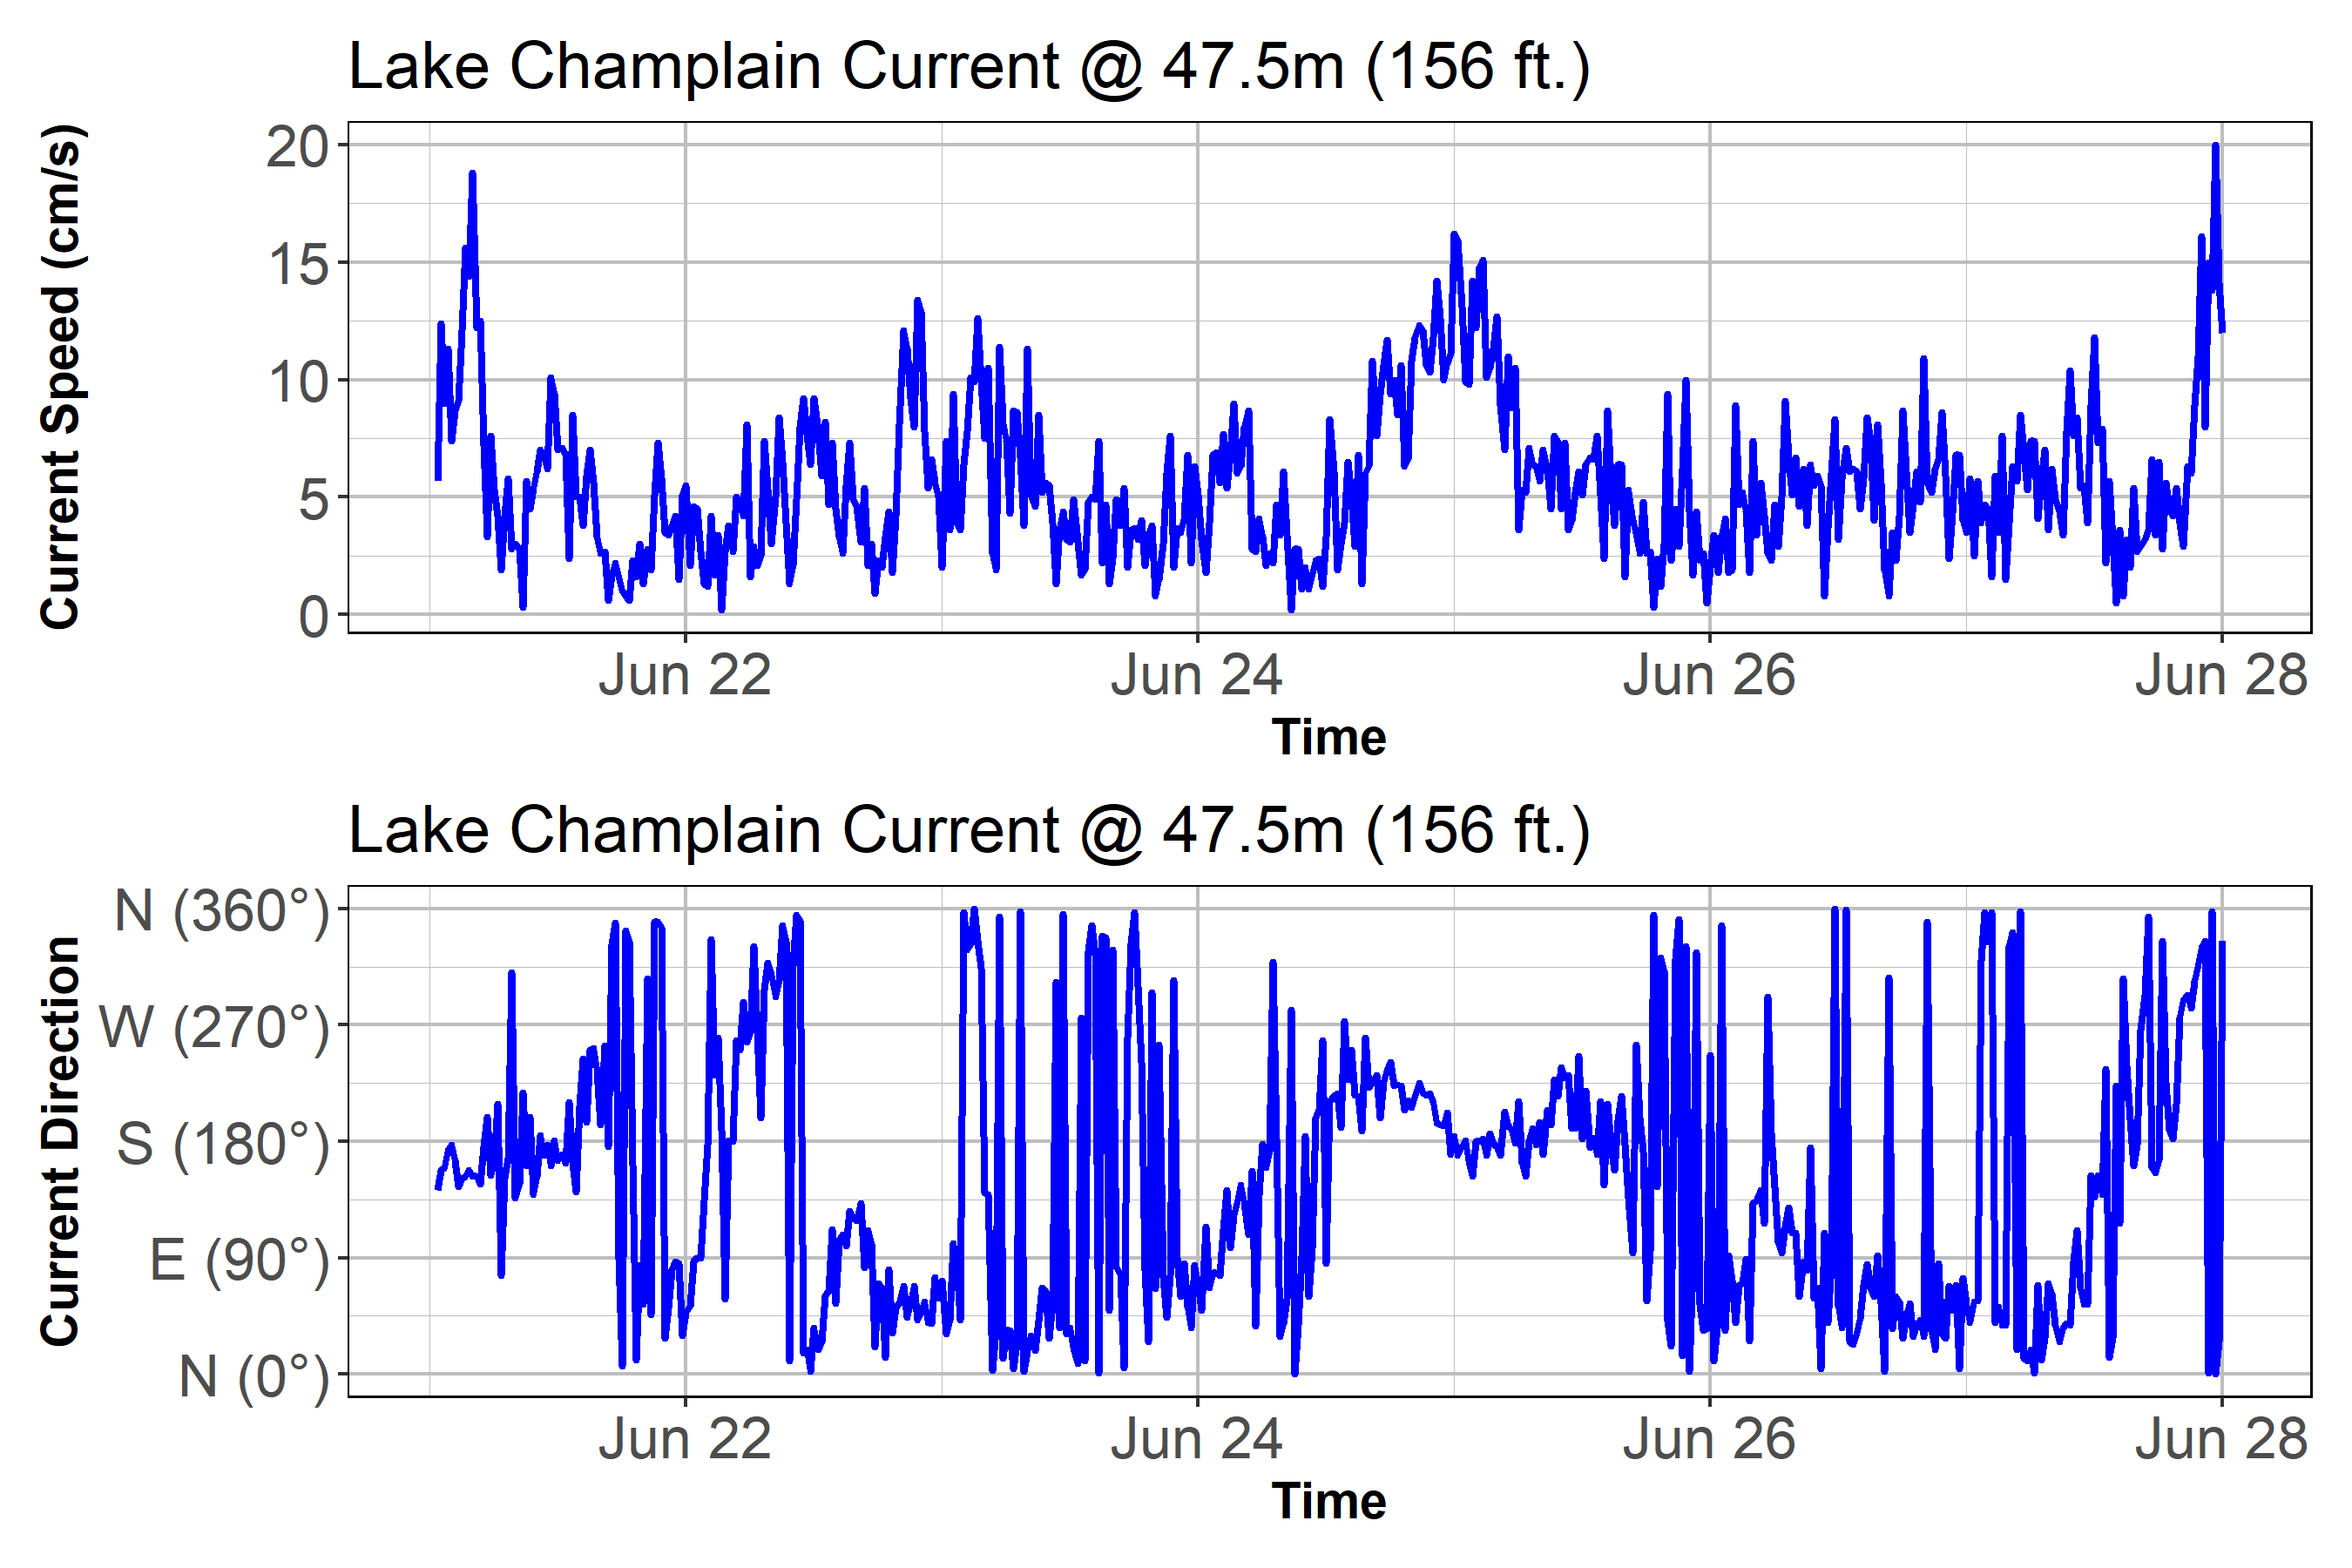 Lake Champlain Current @ 47.5m (156 ft.)
Current Speed (cm/s)
20
15
10
5
0
Jun 22 Jun 24 Jun 26 Jun 28
Time
Lake Champlain Current @ 47.5m (156 ft.)
Current Direction
N (360°)
W (270°)
S (180°)
E (90°)
N (0°)
Jun 22 Jun 24 Jun 26 Jun 28
Time